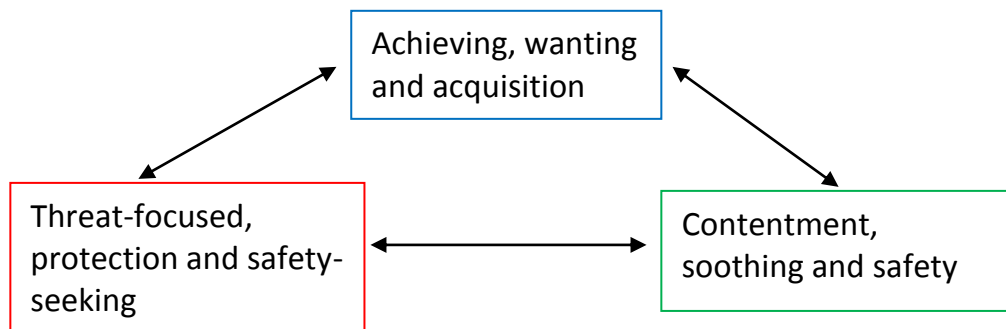 Achieving, wanting
and acquisition
Threat-focused,
protection and safety-
seeking
Contentment,
soothing and safety